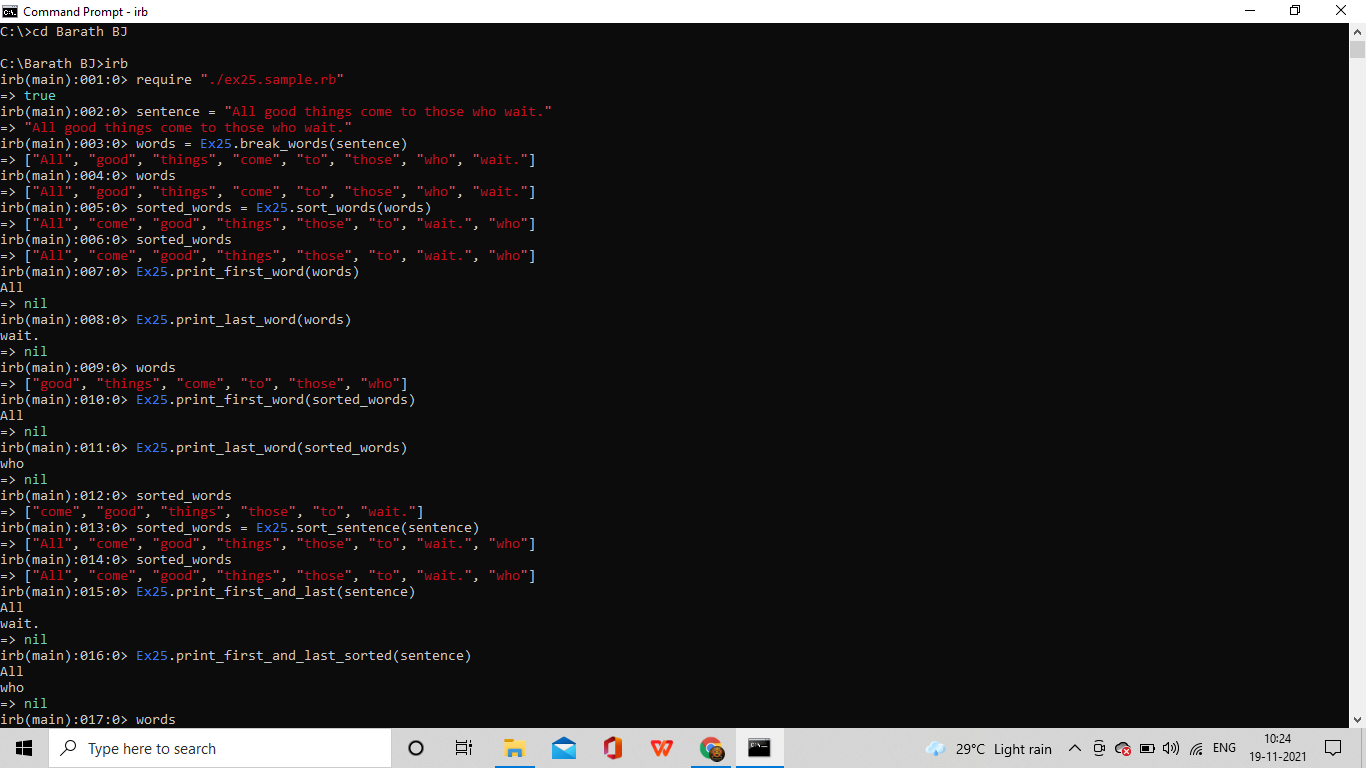 Command Prompt - irb
C:\>cd Barath BJ
C:\Barath BJ>irb
irb(main):001:0> require "./ex25.sample.rb"
=> true
irb(main):002:0> sentence = "All good things come to those who wait."
=> "All good things come to those who wait."
irb(main):003:0> words = Ex25.break_words(sentence)
=> ["All", "good", "things", "come", "to", "those", "who", "wait."]
irb(main):004:0> words
=> ["All", "good", "things", "come", "to", "those", "who", "wait."]
irb(main):005:0> sorted_words = Ex25.sort_words(words)
=> ["All", "come", "good", "things", "those", "to", "wait.", "who"]
irb(main):006:0> sorted_words
=> ["All", "come", "good", "things", "those", "to", "wait.", "who"]
irb(main):007:0> Ex25.print_first_word(words)
All
=> nil
irb(main):008:0> Ex25.print_last_word(words)
wait.
=> nil
irb(main):009:0> words
=> ["good", "things", "come", "to", "those", "who"]
irb(main):010:0> Ex25.print_first_word(sorted_words)
All
=> nil
irb(main):011:0> Ex25.print_last_word(sorted_words)
who
=> nil
irb(main):012:0> sorted_words
=> ["come", "good", "things", "those", "to", "wait."]
irb(main):013:0> sorted_words = Ex25.sort_sentence(sentence)
=> ["All", "come", "good", "things", "those", "to", "wait.", "who"]
irb(main):014:0> sorted_words
=> ["All", "come", "good", "things", "those", "to", "wait.", "who"]
irb(main):015:0> Ex25.print_first_and_last(sentence)
All
wait.
=> nil
irb(main):016:0> Ex25.print_first_and_last_sorted(sentence)
All
who
=> nil
irb(main):017:0> words
Type here to search
29°C Light rain
ENG
10:24
19-11-2021